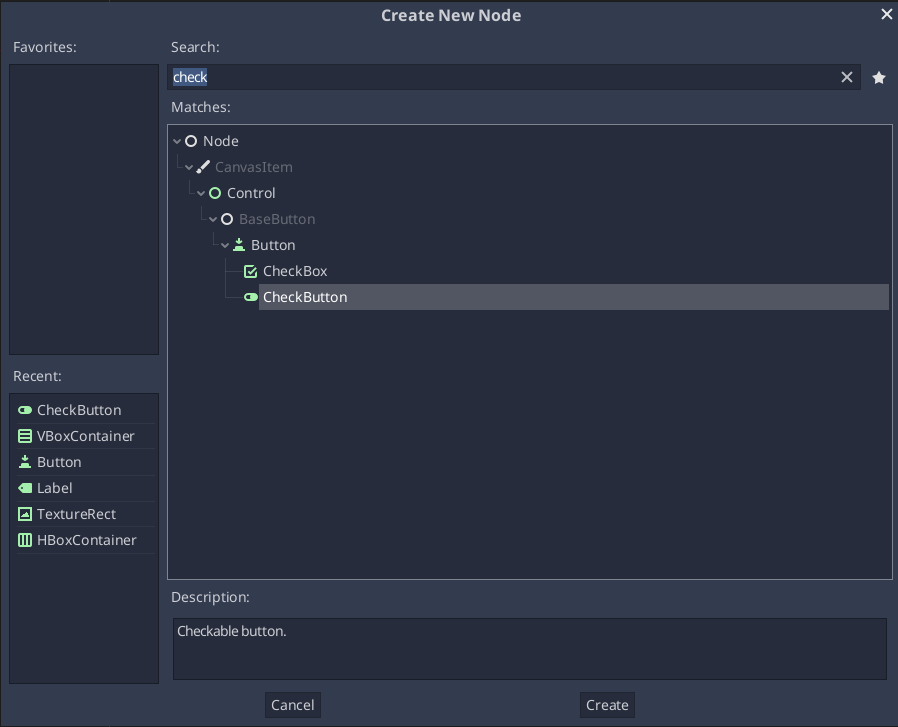 Create New Node
Favorites:
Search:
check
Matches:
Node
CanvasItem
Control
BaseButton
Button
CheckBox
CheckButton
Recent:
CheckButton
VBoxContainer
Button
Label
TextureRect
HBoxContainer
Description:
Checkable button.
Cancel
Create